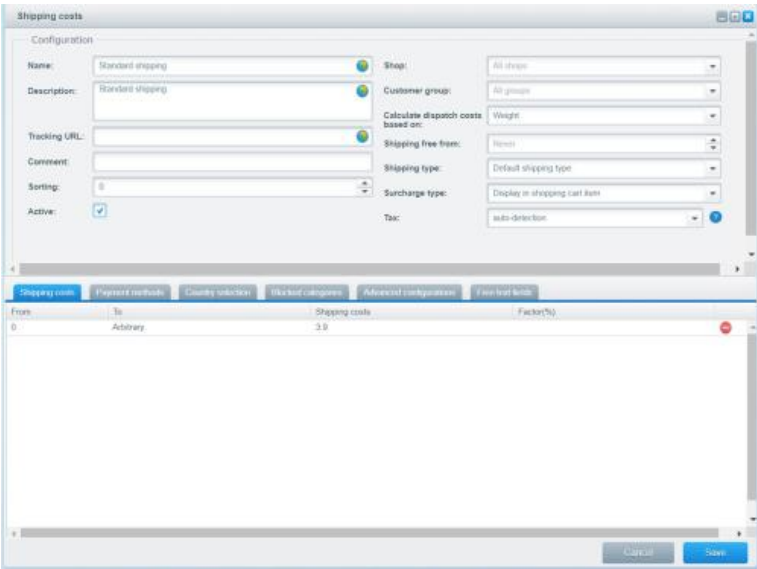 Shipping costs
Configuration
Name:
Standard shipping
Description:
Standard shipping
Tracking URL:
Comment:
Sorting:
0
Active:
Shop:
All shops
Customer group:
All groups
Calculate dispatch costs
based on:
Weight
Shipping free from:
Never
Shipping type:
Default shipping type
Surcharge type:
Display in shopping cart item
Tax:
auto-detection
Shipping costs Payment methods Country selection Blocked categories Advanced configurations Free text fields
From To Shipping costs Factor(%)
0 Arbitrary 3.9
Cancel Save